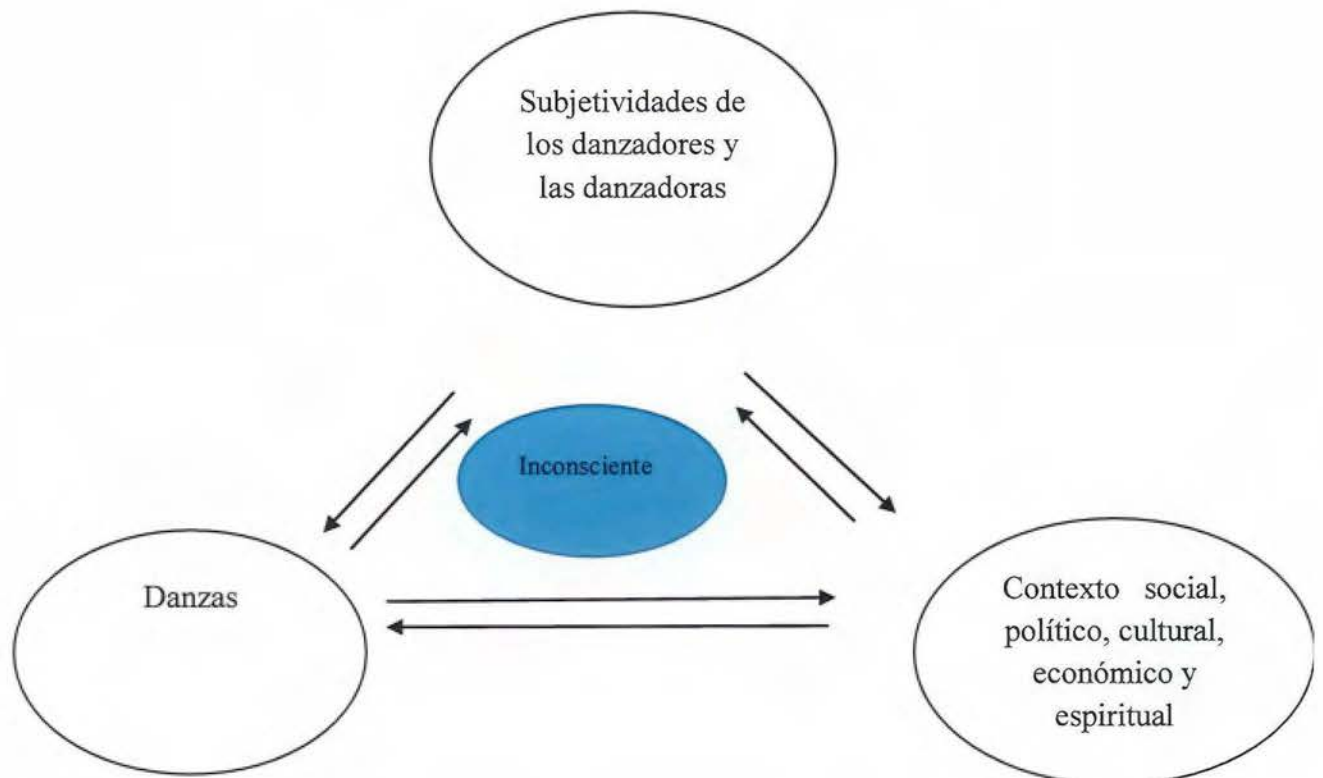 Subjetividades de
los danzadores y
las danzadoras
Inconsciente
Danzas
Contexto social,
político, cultural,
económico y
espiritual